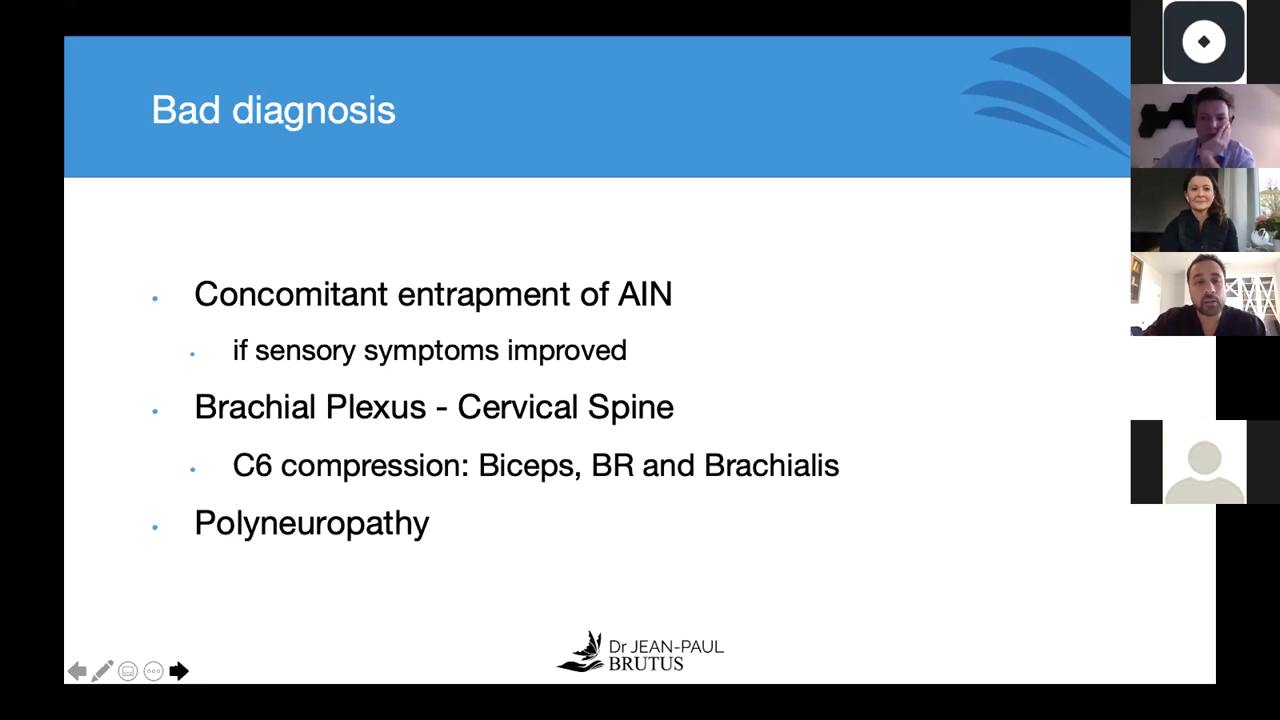 Bad diagnosis
Concomitant entrapment of AIN
if sensory symptoms improved
Brachial Plexus - Cervical Spine
C6 compression: Biceps, BR and Brachialis
Polyneuropathy
Dr JEAN-PAUL
BRUTUS